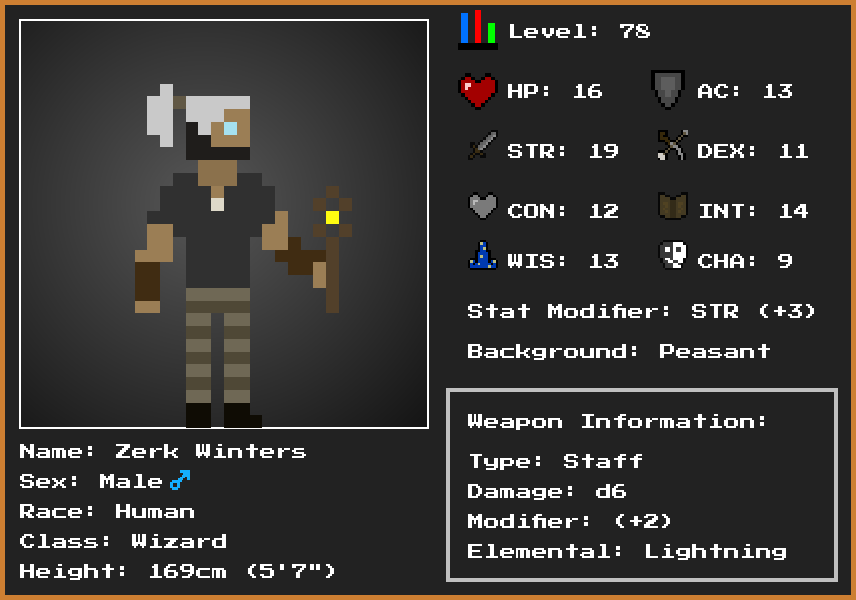 Level: 78
HP: 16
AC: 13
STR: 19
DEX: 11
CON: 12
INT: 14
WIS: 13
CHA: 9
Stat Modifier: STR (+3)
Background: Peasant
Weapon Information:
Type: Staff
Damage: d6
Modifier: (+2)
Elemental: Lightning
Name: Zerk Winters
Sex: Male♂
Race: Human
Class: Wizard
Height: 169cm (5'7")